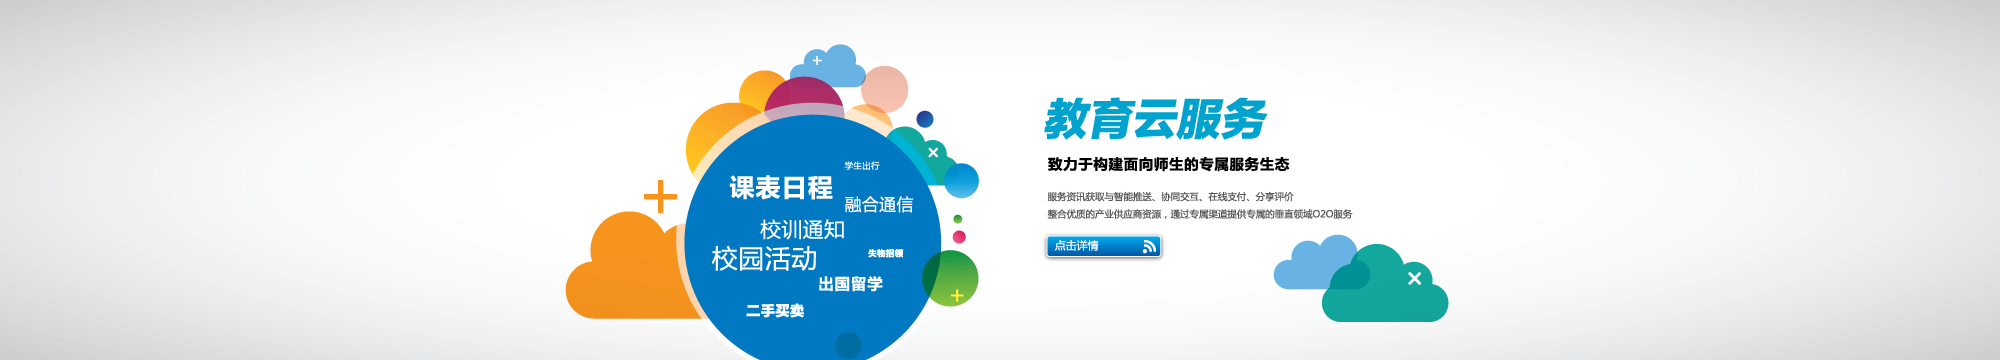 学生出行
课表日程
融合通信
校训通知
校园活动
失物招领
出国留学
二手买卖
教育云服务
致力于构建面向师生的专属服务生态
服务资讯获取与智能推送、协同交互、在线支付、分享评价
整合优质的产业供应商资源，通过专属渠道提供专属的垂直领域O2O服务
点击详情